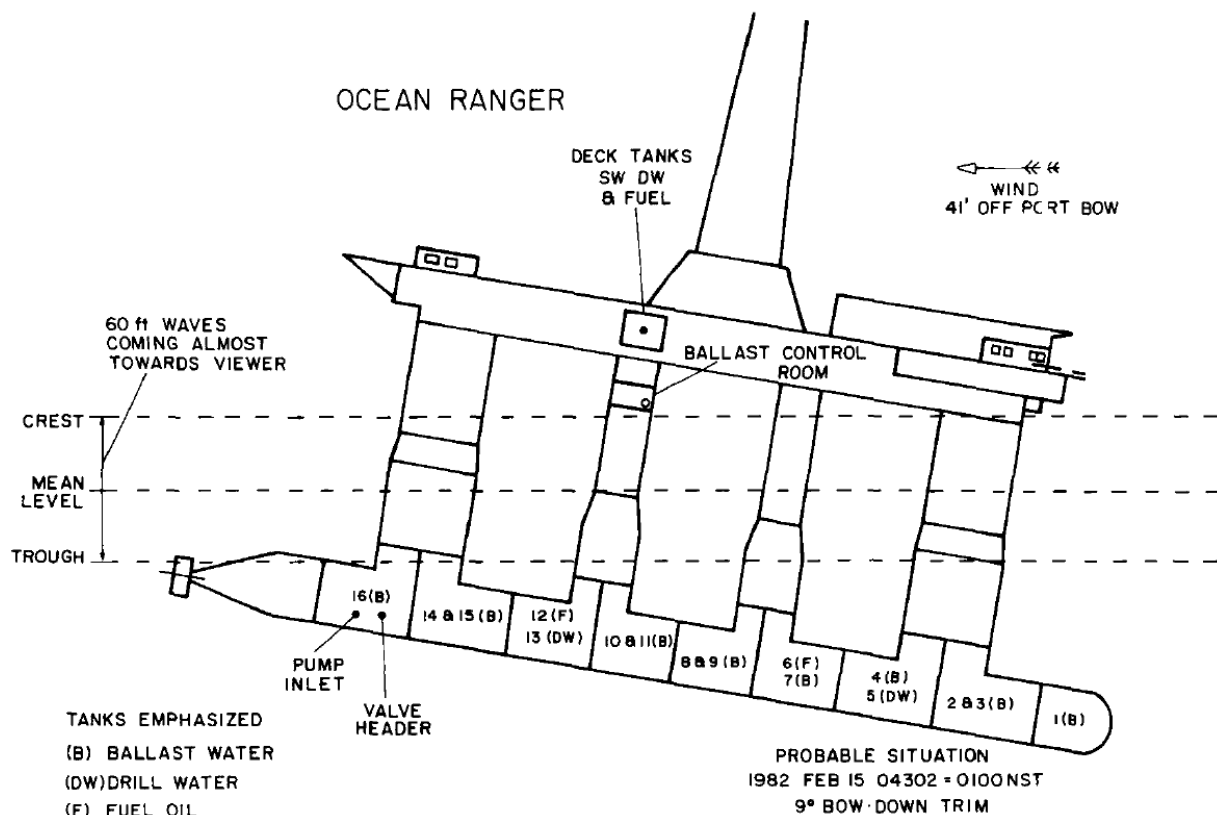 OCEAN RANGER
DECK TANKS
SW DW
& FUEL
WIND
41' OFF PORT BOW
60 ft WAVES
COMING ALMOST
TOWARDS VIEWER
BALLAST CONTROL
ROOM
CREST
MEAN
LEVEL
TROUGH
16(B)
14 & 15(B)
12(F)
13(DW)
10 & 11(B)
8 & 9(B)
6(F)
7(B)
4(B)
5(DW)
2 & 3(B)
1(B)
PUMP
INLET
VALVE
HEADER
TANKS EMPHASIZED
(B) BALLAST WATER
(DW) DRILL WATER
(F) FUEL OIL
PROBABLE SITUATION
1982 FEB 15 04302 = 0100 NST
9° BOW-DOWN TRIM